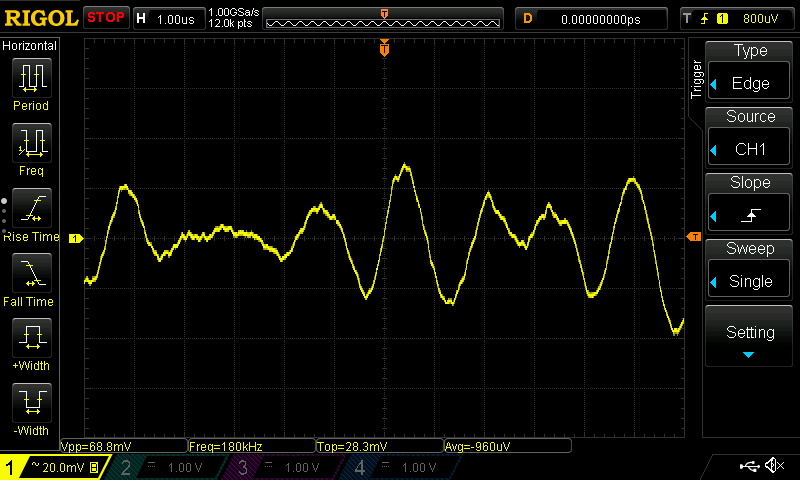 RIGOL STOP H 1.00us 1.00GSa/s 12.0k pts T D 0.00000000ps T 1 800uV
Horizontal
Period
Freq
Rise Time
Fall Time
+Width
-Width
T
1
T
Trigger
Type
Edge
Source
CH1
Slope
Sweep
Single
Setting
Vpp=68.8mV Freq=180kHz Top=28.3mV Avg=-960uV
1 ~ 20.0mV B 2 1.00 V 3 1.00 V 4 1.00 V